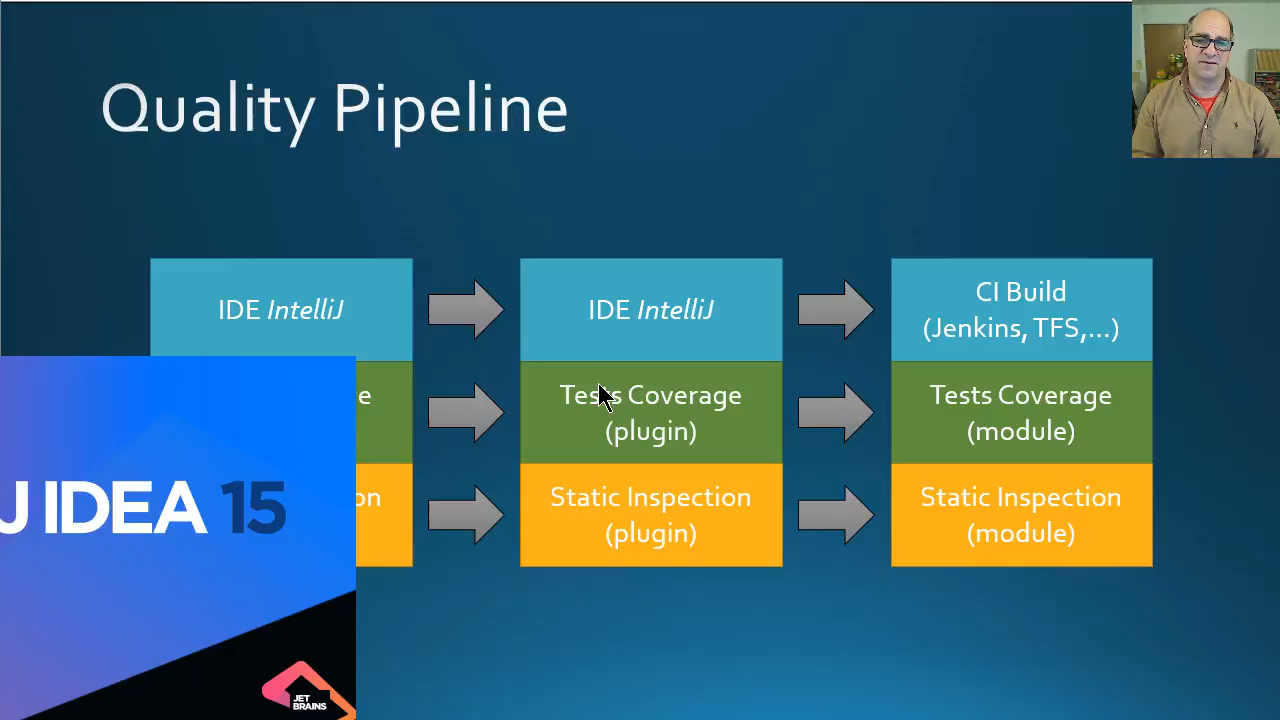 Quality Pipeline
IDE IntelliJ
IDE IntelliJ
CI Build
(Jenkins, TFS,...)
Tests Coverage
(plugin)
Tests Coverage
(module)
Static Inspection
(plugin)
Static Inspection
(module)
J IDEA 15
JET
BRAINS